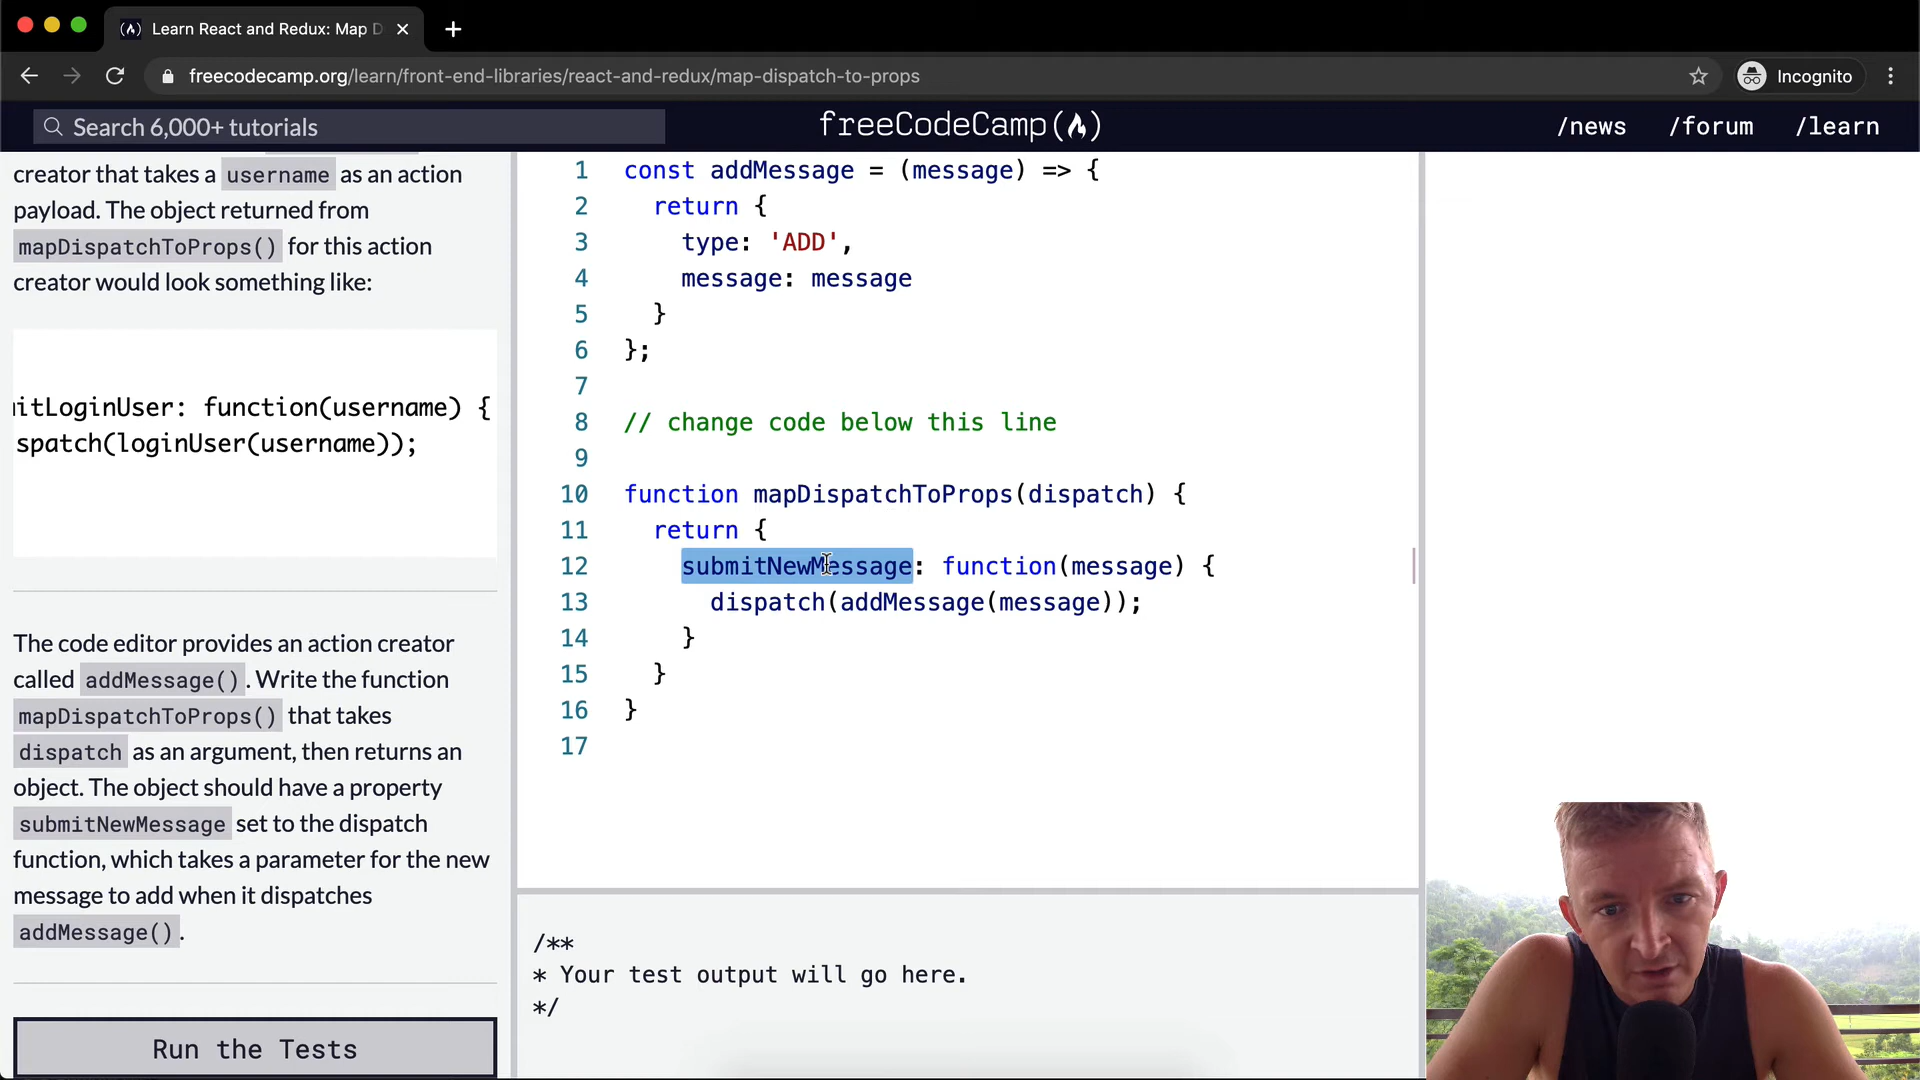 Learn React and Redux: Map D
freecodecamp.org/learn/front-end-libraries/react-and-redux/map-dispatch-to-props
Incognito
Search 6,000+ tutorials
freeCodeCamp(🔥)
/news
/forum
/learn
creator that takes a username as an action
payload. The object returned from
mapDispatchToProps() for this action
creator would look something like:
itLoginUser: function(username) {
spatch(loginUser(username));
The code editor provides an action creator
called addMessage(). Write the function
mapDispatchToProps() that takes
dispatch as an argument, then returns an
object. The object should have a property
submitNewMessage set to the dispatch
function, which takes a parameter for the new
message to add when it dispatches
addMessage().
Run the Tests
1 const addMessage = (message) => {
2 return {
3 type: 'ADD',
4 message: message
5 }
6 };
7
8 // change code below this line
9
10 function mapDispatchToProps(dispatch) {
11 return {
12 submitNewMessage: function(message) {
13 dispatch(addMessage(message));
14 }
15 }
16 }
17
/**
* Your test output will go here.
*/